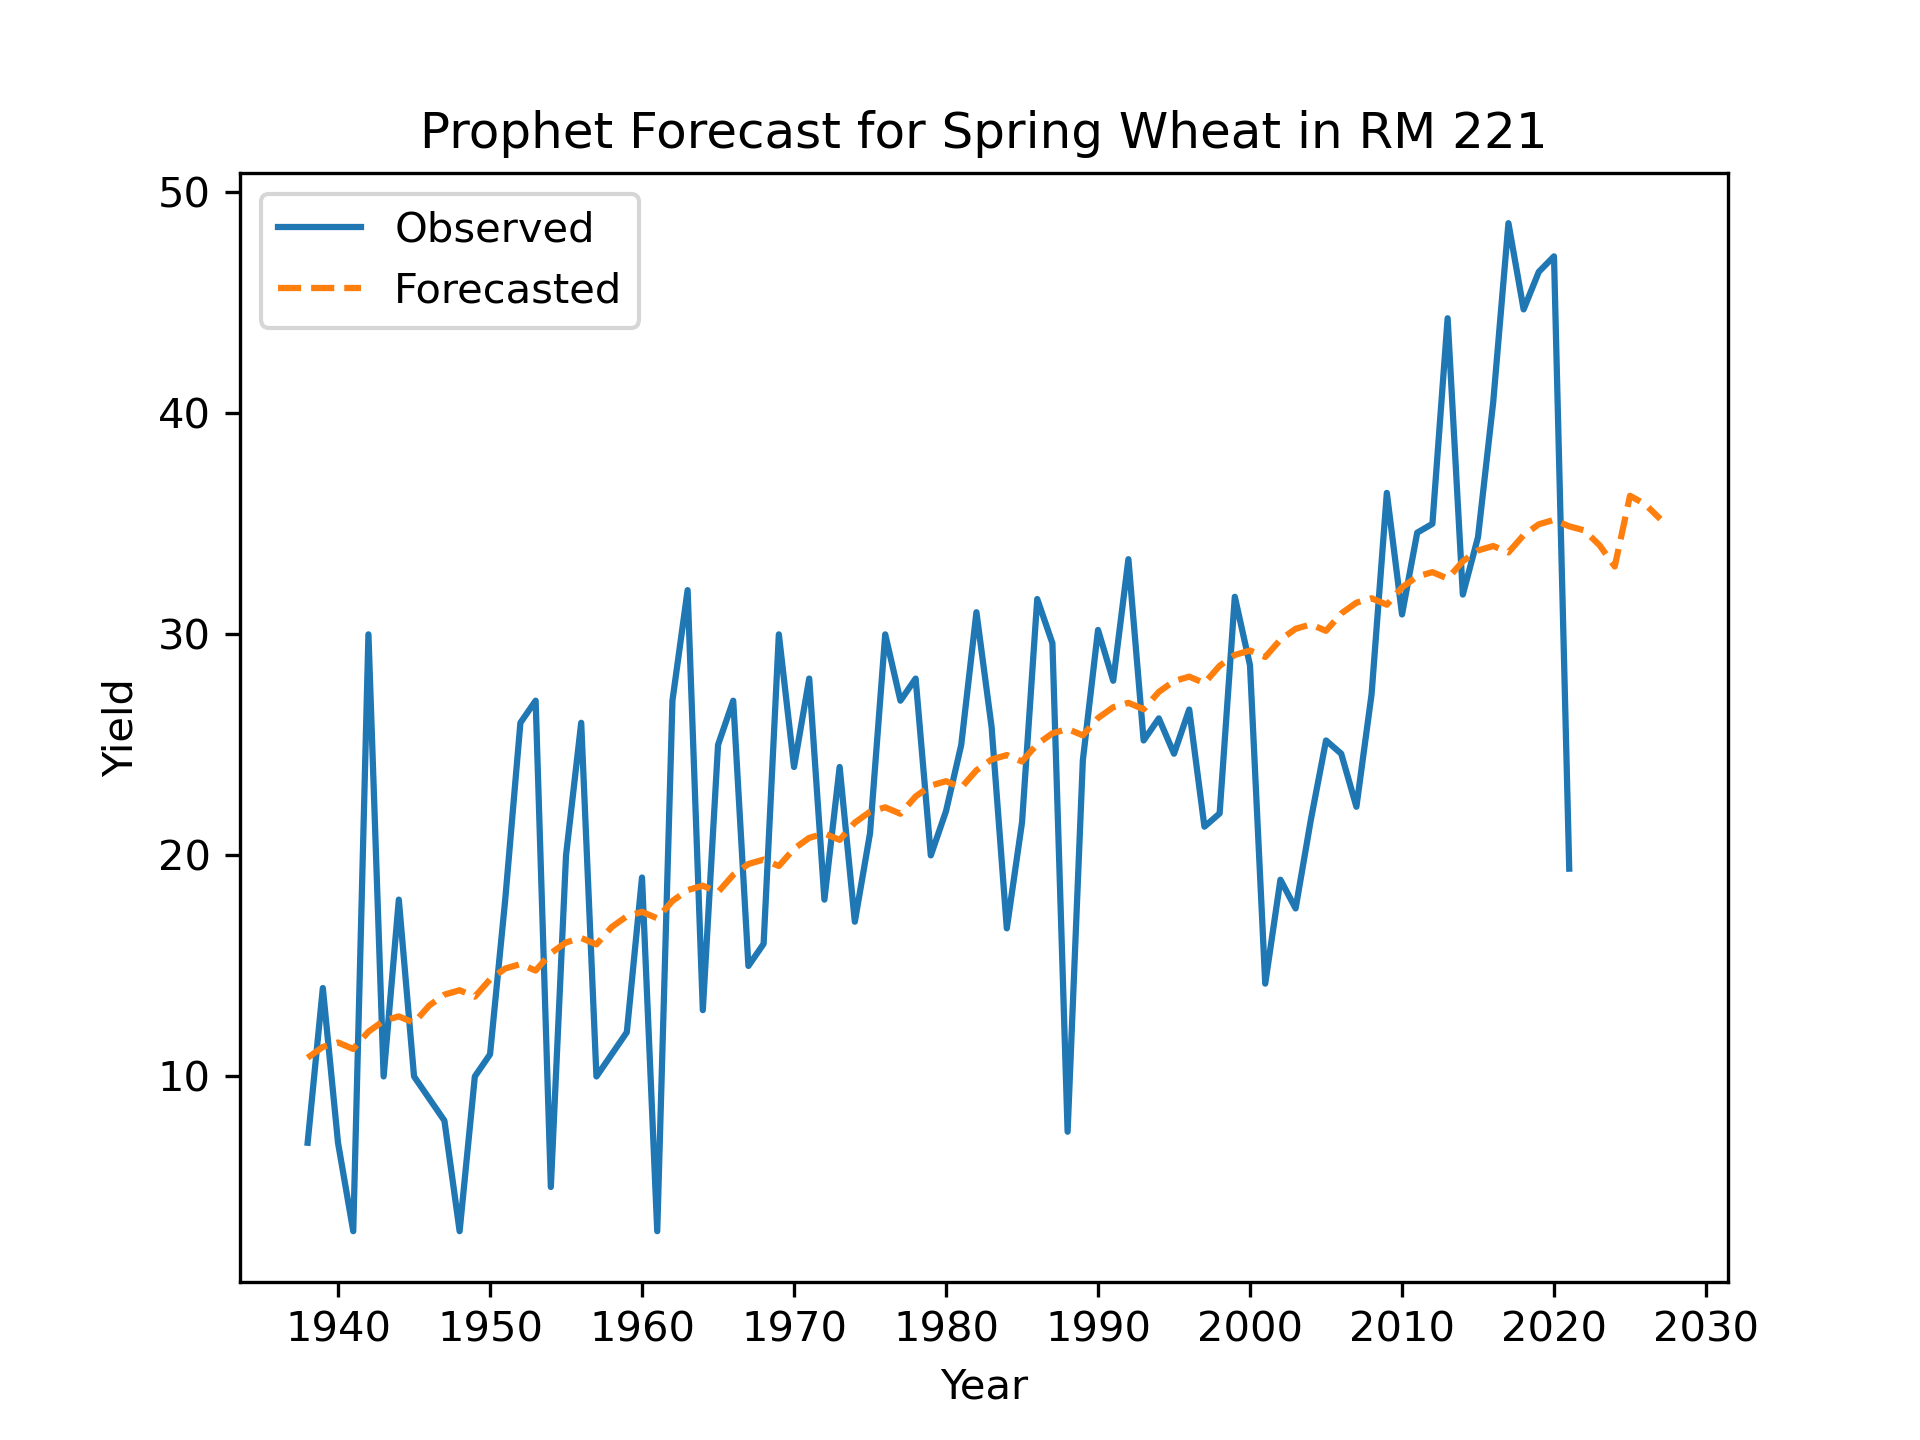 Prophet Forecast for Spring Wheat in RM 221
Observed
Forecasted
50
40
30
20
10
Yield
1940 1950 1960 1970 1980 1990 2000 2010 2020 2030
Year